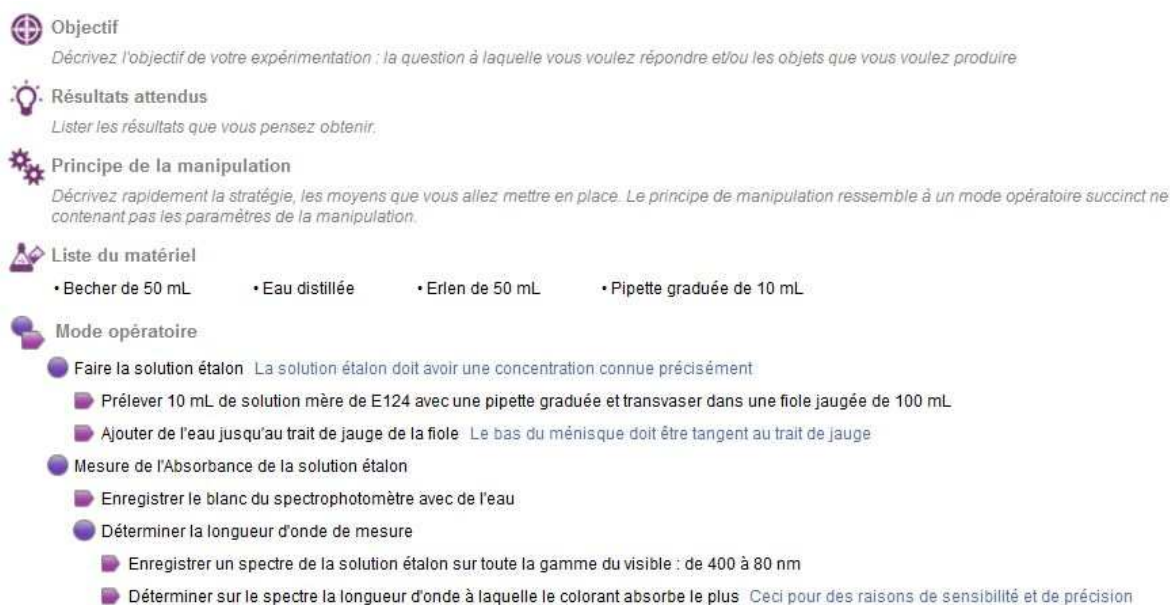 Objectif
Décrivez l'objectif de votre expérimentation : la question à laquelle vous voulez répondre et/ou les objets que vous voulez produire
Résultats attendus
Lister les résultats que vous pensez obtenir.
Principe de la manipulation
Décrivez rapidement la stratégie, les moyens que vous allez mettre en place. Le principe de manipulation ressemble à un mode opératoire succinct ne
contenant pas les paramètres de la manipulation.
Liste du matériel
• Becher de 50 mL • Eau distillée • Erlen de 50 mL • Pipette graduée de 10 mL
Mode opératoire
Faire la solution étalon La solution étalon doit avoir une concentration connue précisément
Prélever 10 mL de solution mère de E124 avec une pipette graduée et transvaser dans une fiole jaugée de 100 mL
Ajouter de l'eau jusqu'au trait de jauge de la fiole Le bas du ménisque doit être tangent au trait de jauge
Mesure de l'Absorbance de la solution étalon
Enregistrer le blanc du spectrophotomètre avec de l'eau
Déterminer la longueur d'onde de mesure
Enregistrer un spectre de la solution étalon sur toute la gamme du visible : de 400 à 80 nm
Déterminer sur le spectre la longueur d'onde à laquelle le colorant absorbe le plus Ceci pour des raisons de sensibilité et de précision